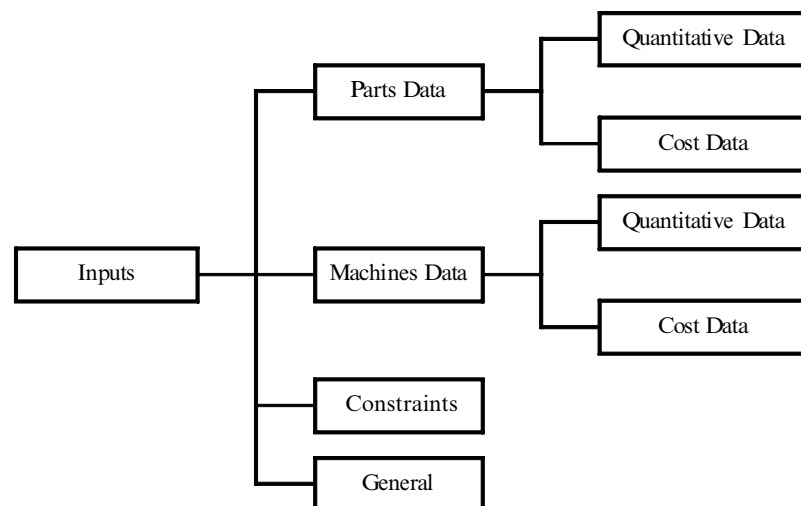 Quantitative Data
Parts Data
Cost Data
Quantitative Data
Inputs
Machines Data
Cost Data
Constraints
General